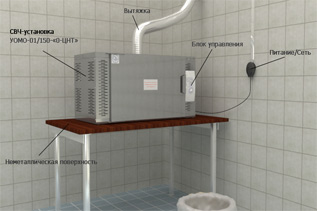 Вытяжка
СВЧ-установка
УОМО-01/150-«О-ЦНТ»
Блок управления
Питание/Сеть
Неметаллическая поверхность